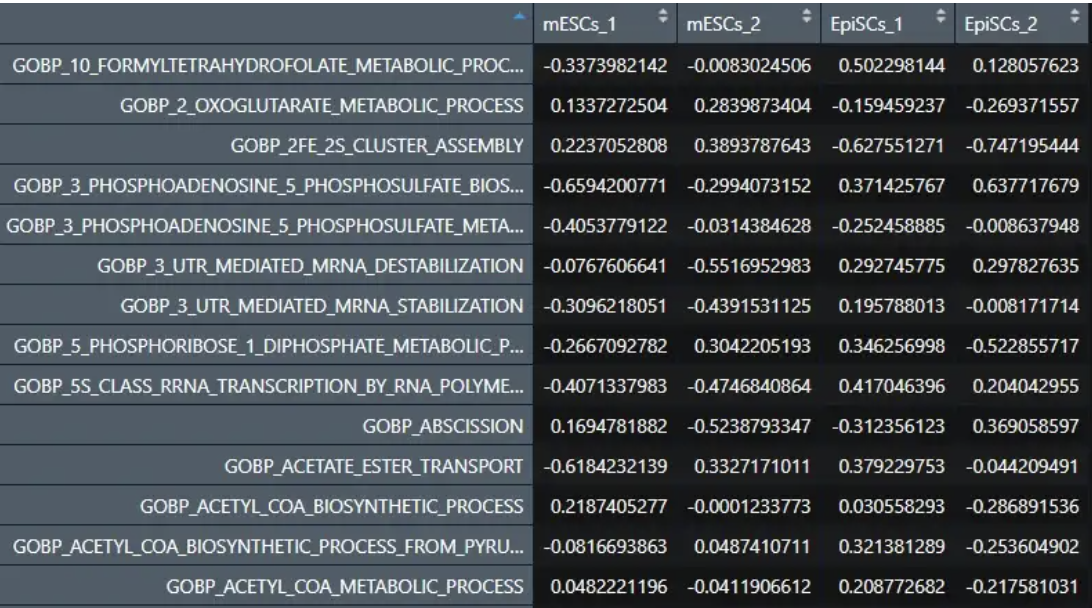 mESCs_1 mESCs_2 EpiSCs_1 EpiSCs_2
GOBP_10_FORMYLTETRAHYDROFOLATE_METABOLIC_PROC... -0.3373982142 -0.0083024506 0.502298144 0.128057623
GOBP_2_OXOGLUTARATE_METABOLIC_PROCESS 0.1337272504 0.2839873404 -0.159459237 -0.269371557
GOBP_2FE_2S_CLUSTER_ASSEMBLY 0.2237052808 0.3893787643 -0.627551271 -0.747195444
GOBP_3_PHOSPHOADENOSINE_5_PHOSPHOSULFATE_BIOS... -0.6594200771 -0.2994073152 0.371425767 0.637717679
GOBP_3_PHOSPHOADENOSINE_5_PHOSPHOSULFATE_META... -0.4053779122 -0.0314384628 -0.252458885 -0.008637948
GOBP_3_UTR_MEDIATED_MRNA_DESTABILIZATION -0.0767606641 -0.5516952983 0.292745775 0.297827635
GOBP_3_UTR_MEDIATED_MRNA_STABILIZATION -0.3096218051 -0.4391531125 0.195788013 -0.008171714
GOBP_5_PHOSPHORIBOSE_1_DIPHOSPHATE_METABOLIC_P... -0.2667092782 0.3042205193 0.346256998 -0.522855717
GOBP_5S_CLASS_RRNA_TRANSCRIPTION_BY_RNA_POLYME... -0.4071337983 -0.4746840864 0.417046396 0.204042955
GOBP_ABSCISSION 0.1694781882 -0.5238793347 -0.312356123 0.369058597
GOBP_ACETATE_ESTER_TRANSPORT -0.6184232139 0.3327171011 0.379229753 -0.044209491
GOBP_ACETYL_COA_BIOSYNTHETIC_PROCESS 0.2187405277 -0.0001233773 0.030558293 -0.286891536
GOBP_ACETYL_COA_BIOSYNTHETIC_PROCESS_FROM_PYRU... -0.0816693863 0.0487410711 0.321381289 -0.253604902
GOBP_ACETYL_COA_METABOLIC_PROCESS 0.0482221196 -0.0411906612 0.208772682 -0.217581031